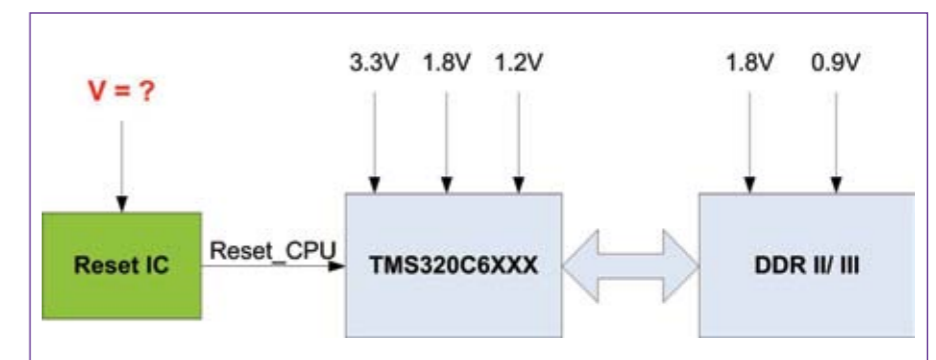 3.3V 1.8V 1.2V 1.8V 0.9V
V = ?
Reset IC
Reset_CPU
TMS320C6XXX
DDR II/ III